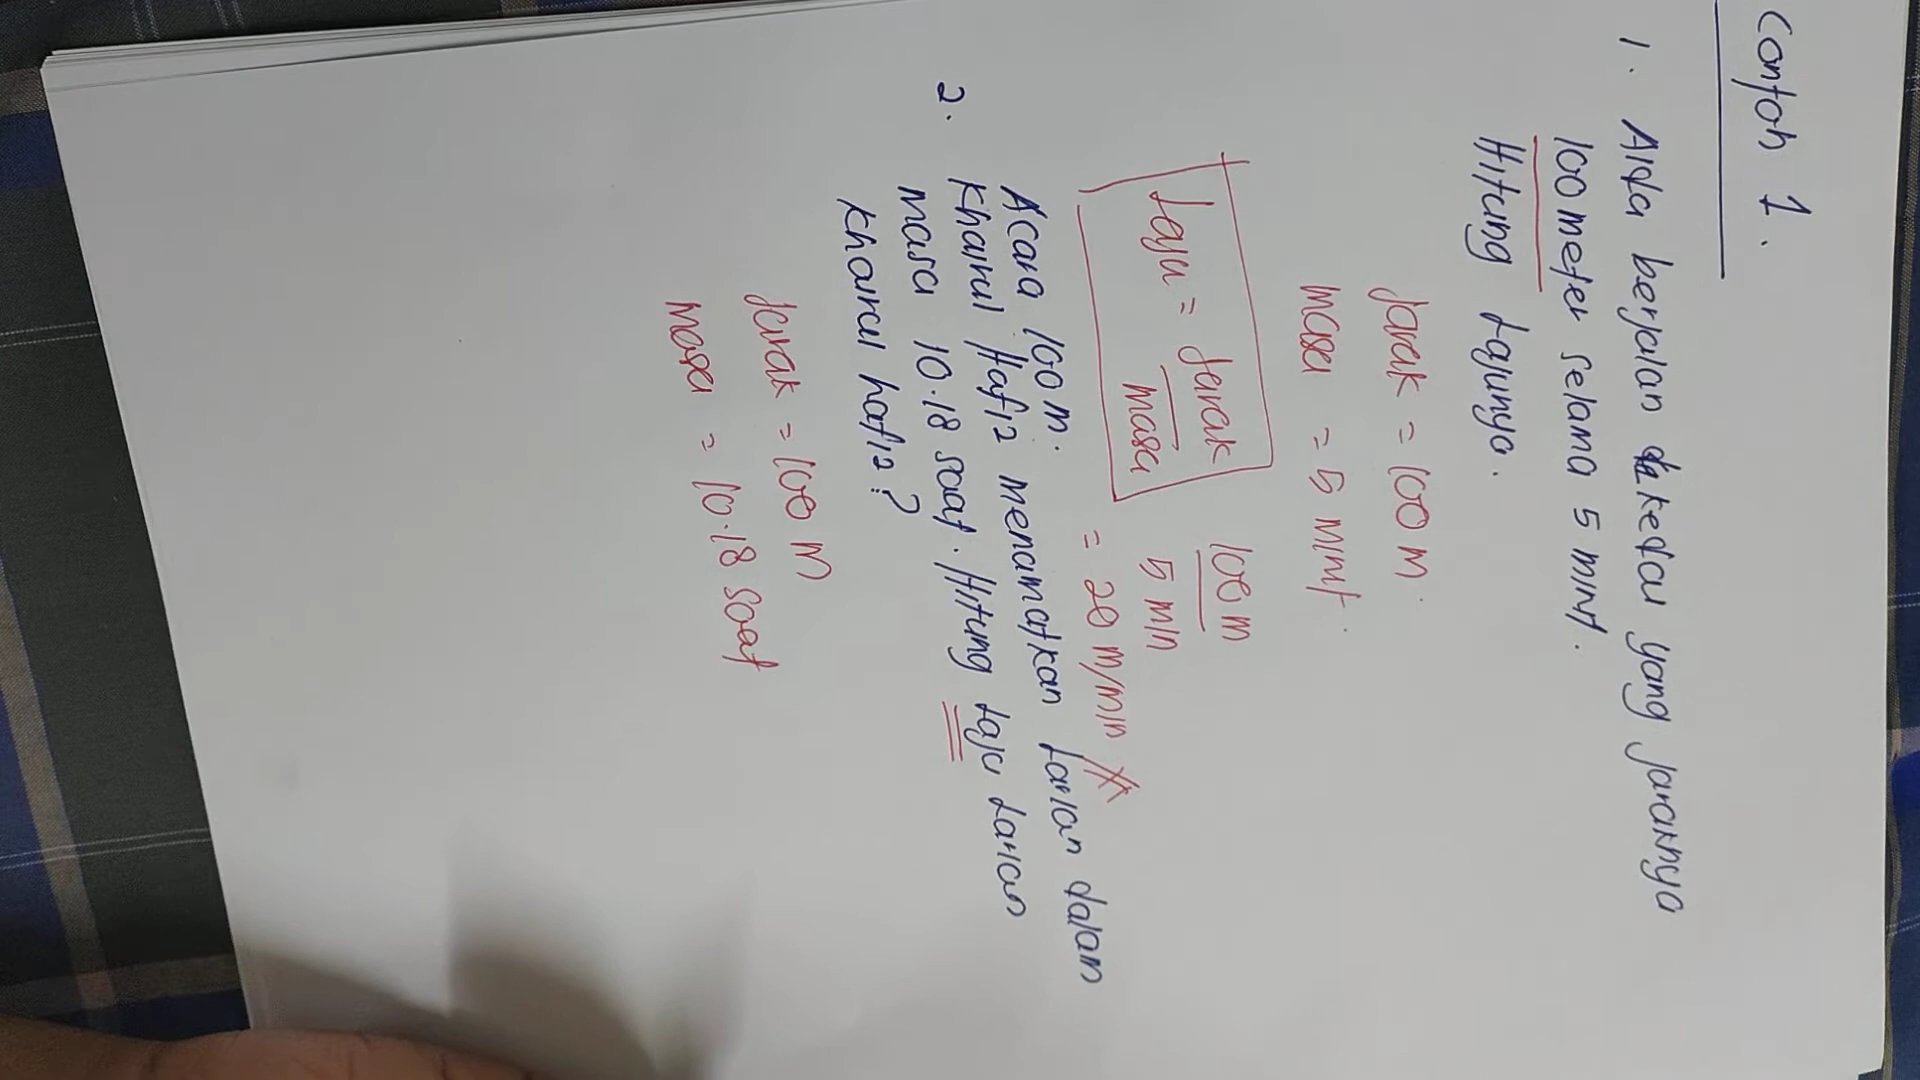 Contoh 1.
1. Aida berjalan kekedai yang jaraknya
100 meter selama 5 minit.
Hitung lajunya.
Jarak = 100 m.
masa = 5 minit.
Laju = Jarak / masa
100 m / 5 min
= 20 m/min
2. Acara 100 m.
Khairul Hafiz menamatkan larian dalam
masa 10.18 saat. Hitung laju larian
Khairul hafiz?
Jarak = 100 m
masa = 10.18 saat